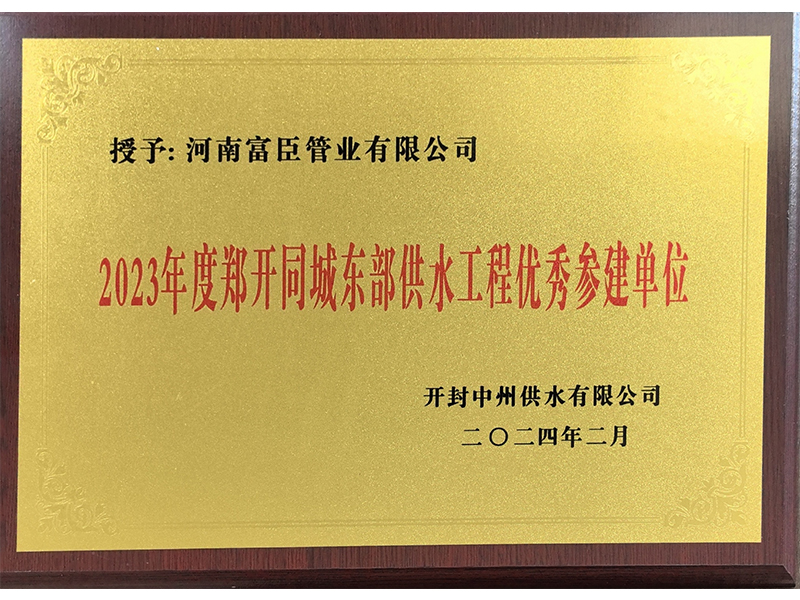 授予: 河南富臣管业有限公司
2023年度郑开同城东部供水工程优秀参建单位
开封中州供水有限公司
二〇二四年二月